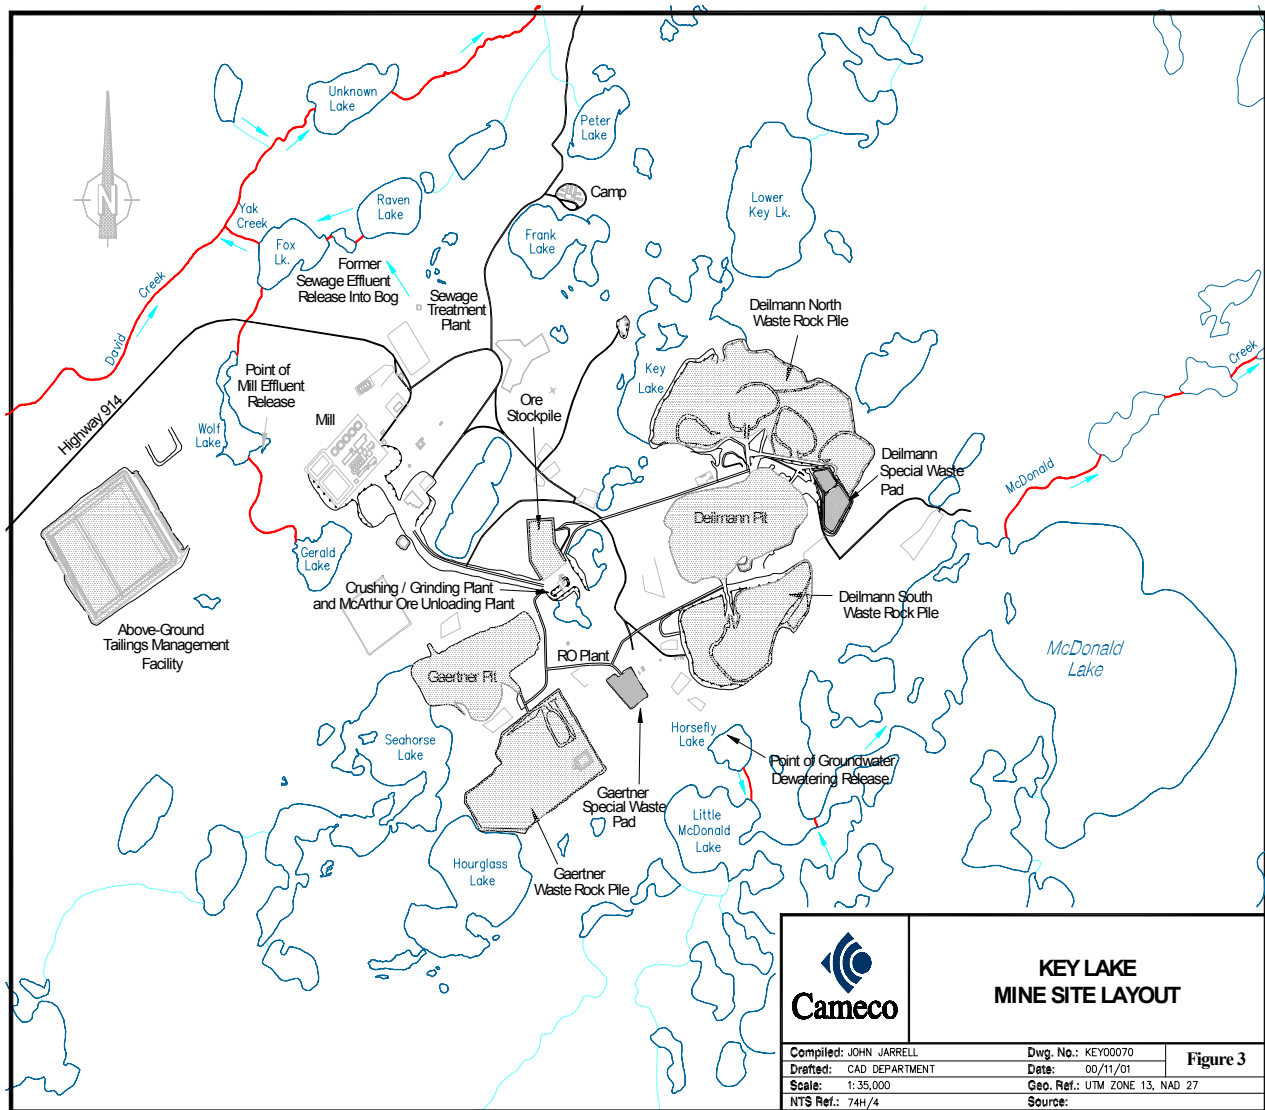 Unknown
Lake
Peter
Lake
Camp
Raven
Lake
Yak
Creek
Fox
Lk.
Frank
Lake
Lower
Key Lk.
Former
Sewage Effluent
Release Into Bog
Sewage
Treatment
Plant
David
Creek
Highway 914
N
Deilmann North
Waste Rock Pile
Key
Lake
Point of
Mill Effluent
Release
Mill
Wolf
Lake
Ore
Stockpile
Deilmann
Special Waste
Pad
McDonald
Creek
Deilmann Pit
Gerald
Lake
Crushing / Grinding Plant
and McArthur Ore Unloading Plant
Deilmann South
Waste Rock Pile
Above-Ground
Tailings Management
Facility
McDonald
Lake
RO Plant
Gaertner Pit
Seahorse
Lake
Horsefly
Lake
Point of Groundwater
Dewatering Release
Gaertner
Special Waste
Pad
Little
McDonald
Lake
Hourglass
Lake
Gaertner
Waste Rock Pile
Cameco
KEY LAKE
MINE SITE LAYOUT
Compiled: JOHN JARRELL
Dwg. No.: KEY00070
Drafted: CAD DEPARTMENT
Date: 00/11/01
Figure 3
Scale: 1:35,000
Geo. Ref.: UTM ZONE 13, NAD 27
NTS Ref.: 74H/4
Source: